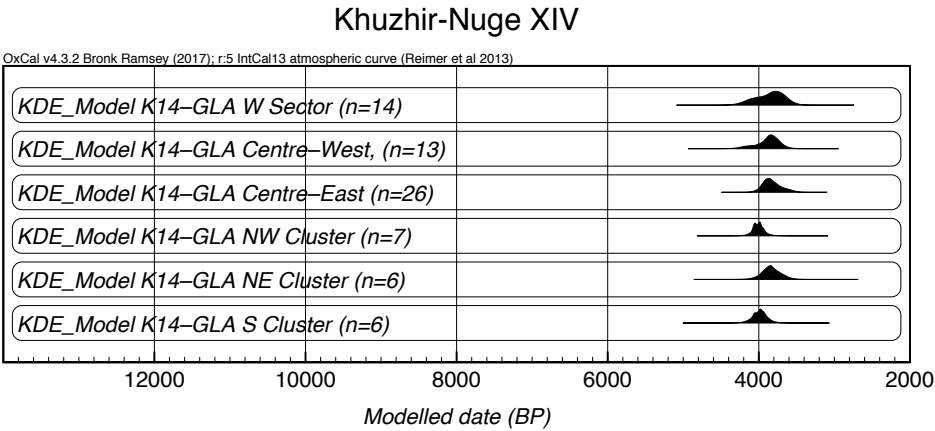 Khuzhir-Nuge XIV
OxCal v4.3.2 Bronk Ramsey (2017); r:5 IntCal13 atmospheric curve (Reimer et al 2013)
KDE_Model K14–GLA W Sector (n=14)
KDE_Model K14–GLA Centre–West, (n=13)
KDE_Model K14–GLA Centre–East (n=26)
KDE_Model K14–GLA NW Cluster (n=7)
KDE_Model K14–GLA NE Cluster (n=6)
KDE_Model K14–GLA S Cluster (n=6)
12000 10000 8000 6000 4000 2000
Modelled date (BP)